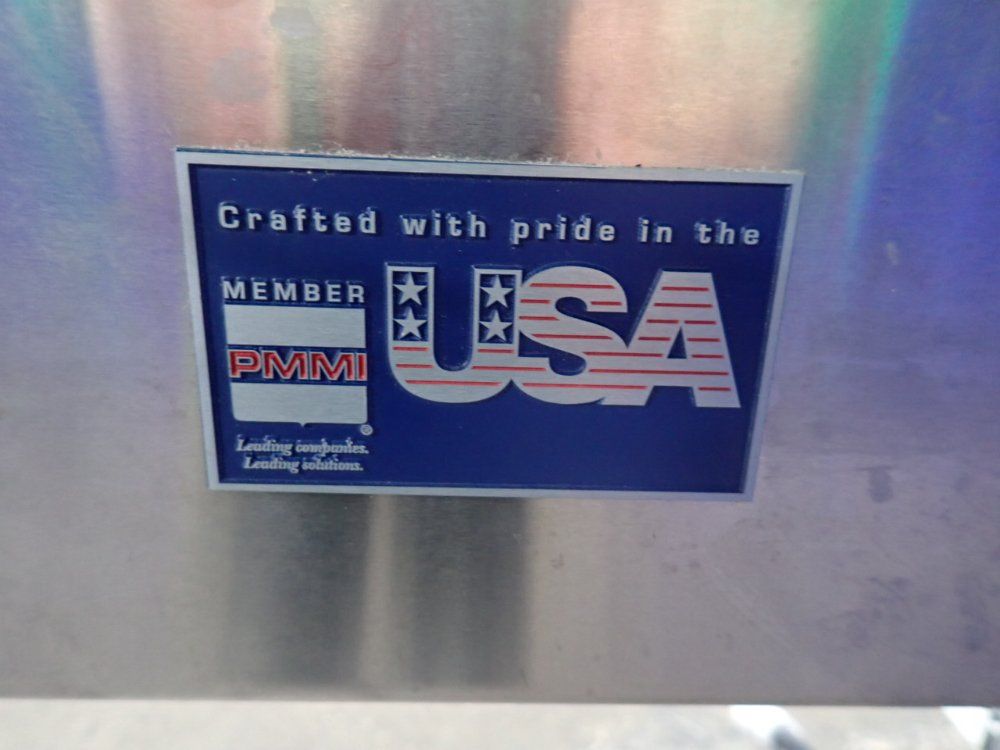 Crafted with pride in the
MEMBER
USA
PMMI
®
Leading companies.
Leading solutions.